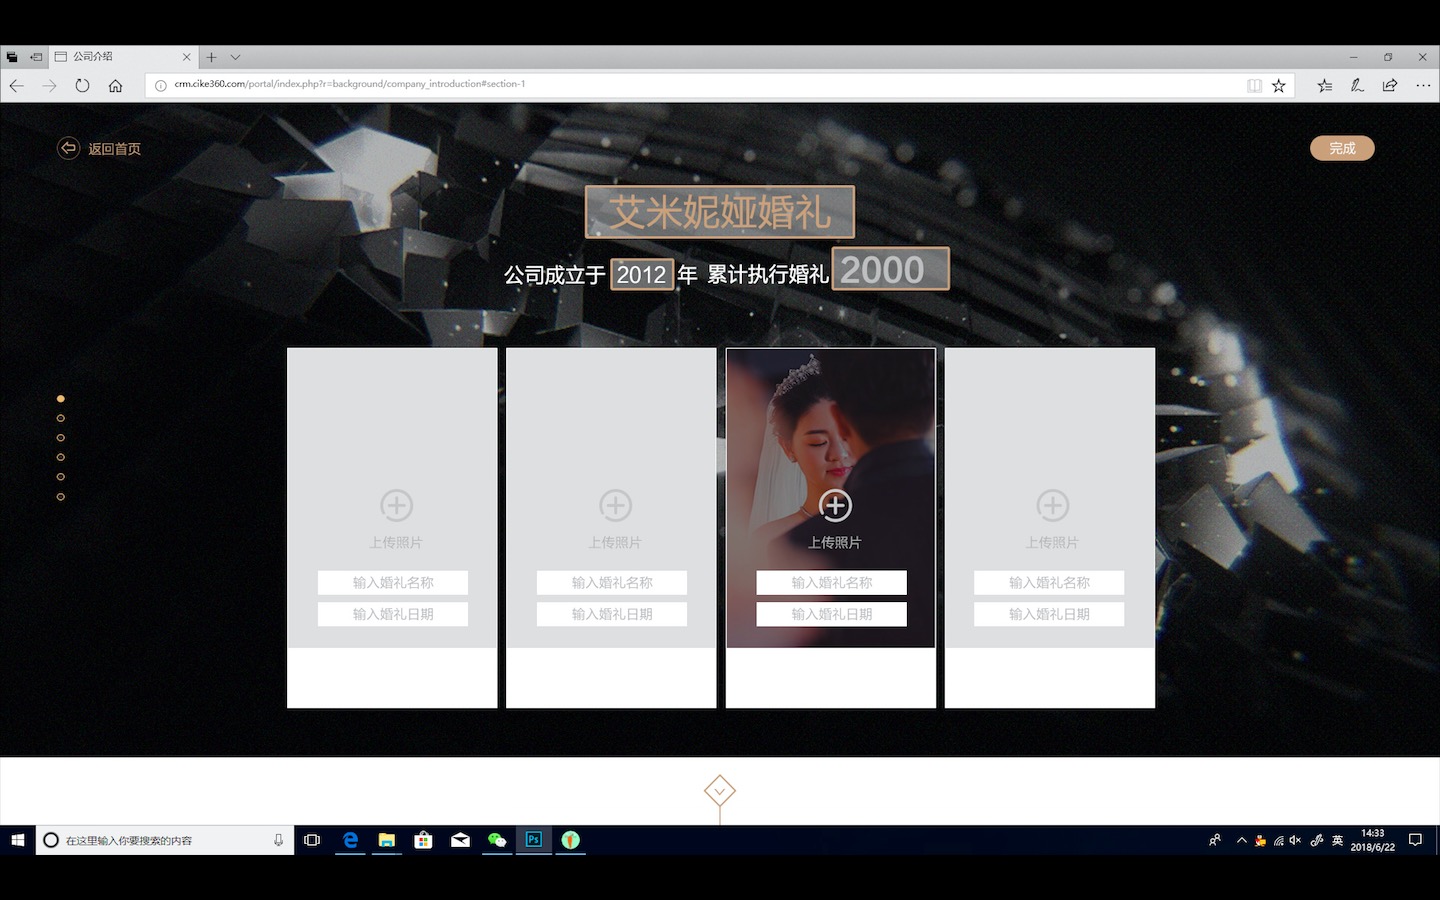 公司介绍
crm.cike360.com/portal/index.php?r=background/company_introduction#section-1
返回首页
完成
艾米妮娅婚礼
公司成立于 2012 年 累计执行婚礼 2000
上传照片 上传照片 上传照片 上传照片
输入婚礼名称 输入婚礼名称 输入婚礼名称 输入婚礼名称
输入婚礼日期 输入婚礼日期 输入婚礼日期 输入婚礼日期
在这里输入你要搜索的内容
Ps
英
14:33
2018/6/22